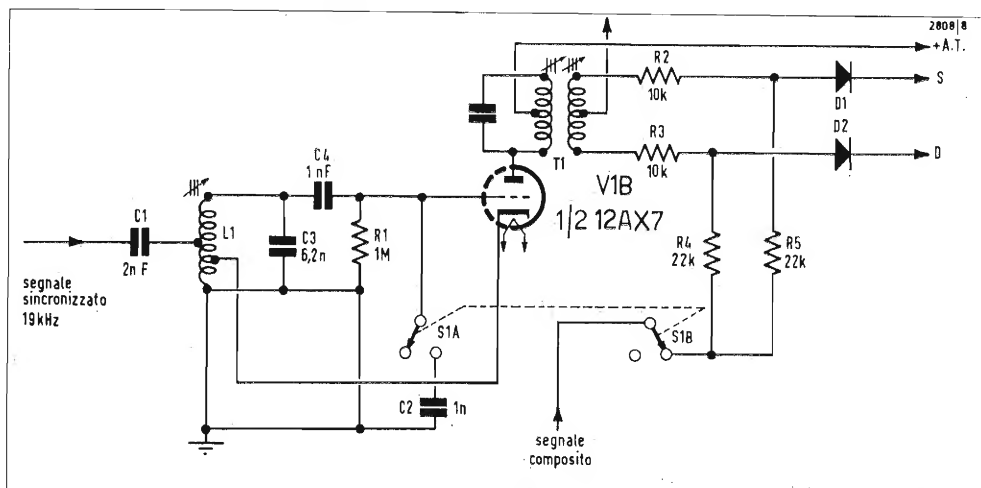 2808/8
+A.T.
S
D
R2
10k
D1
D2
R3
10k
T1
V1B
1/2 12AX7
C4
1 nF
C1
2n F
L1
C3
6,2n
R1
1M
R4
22k
R5
22k
segnale
sincronizzato
19kHz
S1A
S1B
C2
1n
segnale
composito